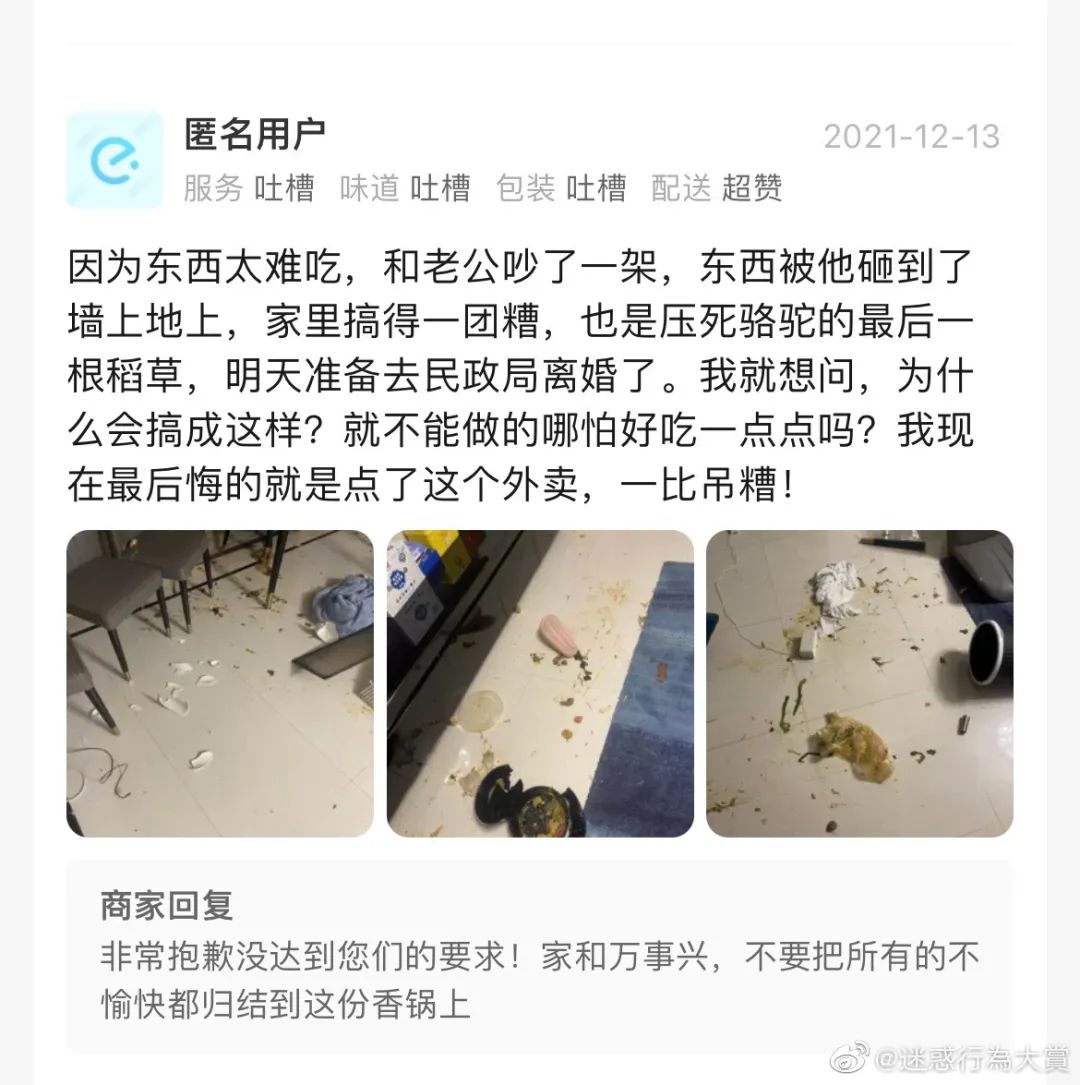 匿名用户
2021-12-13
服务 吐槽 味道 吐槽 包装 吐槽 配送 超赞
因为东西太难吃，和老公吵了一架，东西被他砸到了
墙上地上，家里搞得一团糟，也是压死骆驼的最后一
根稻草，明天准备去民政局离婚了。我就想问，为什
么会搞成这样？就不能做的哪怕好吃一点点吗？我现
在最后悔的就是点了这个外卖，一比吊糟！
商家回复
非常抱歉没达到您们的要求！家和万事兴，不要把所有的不
愉快都归结到这份香锅上
@迷惑行為大賞